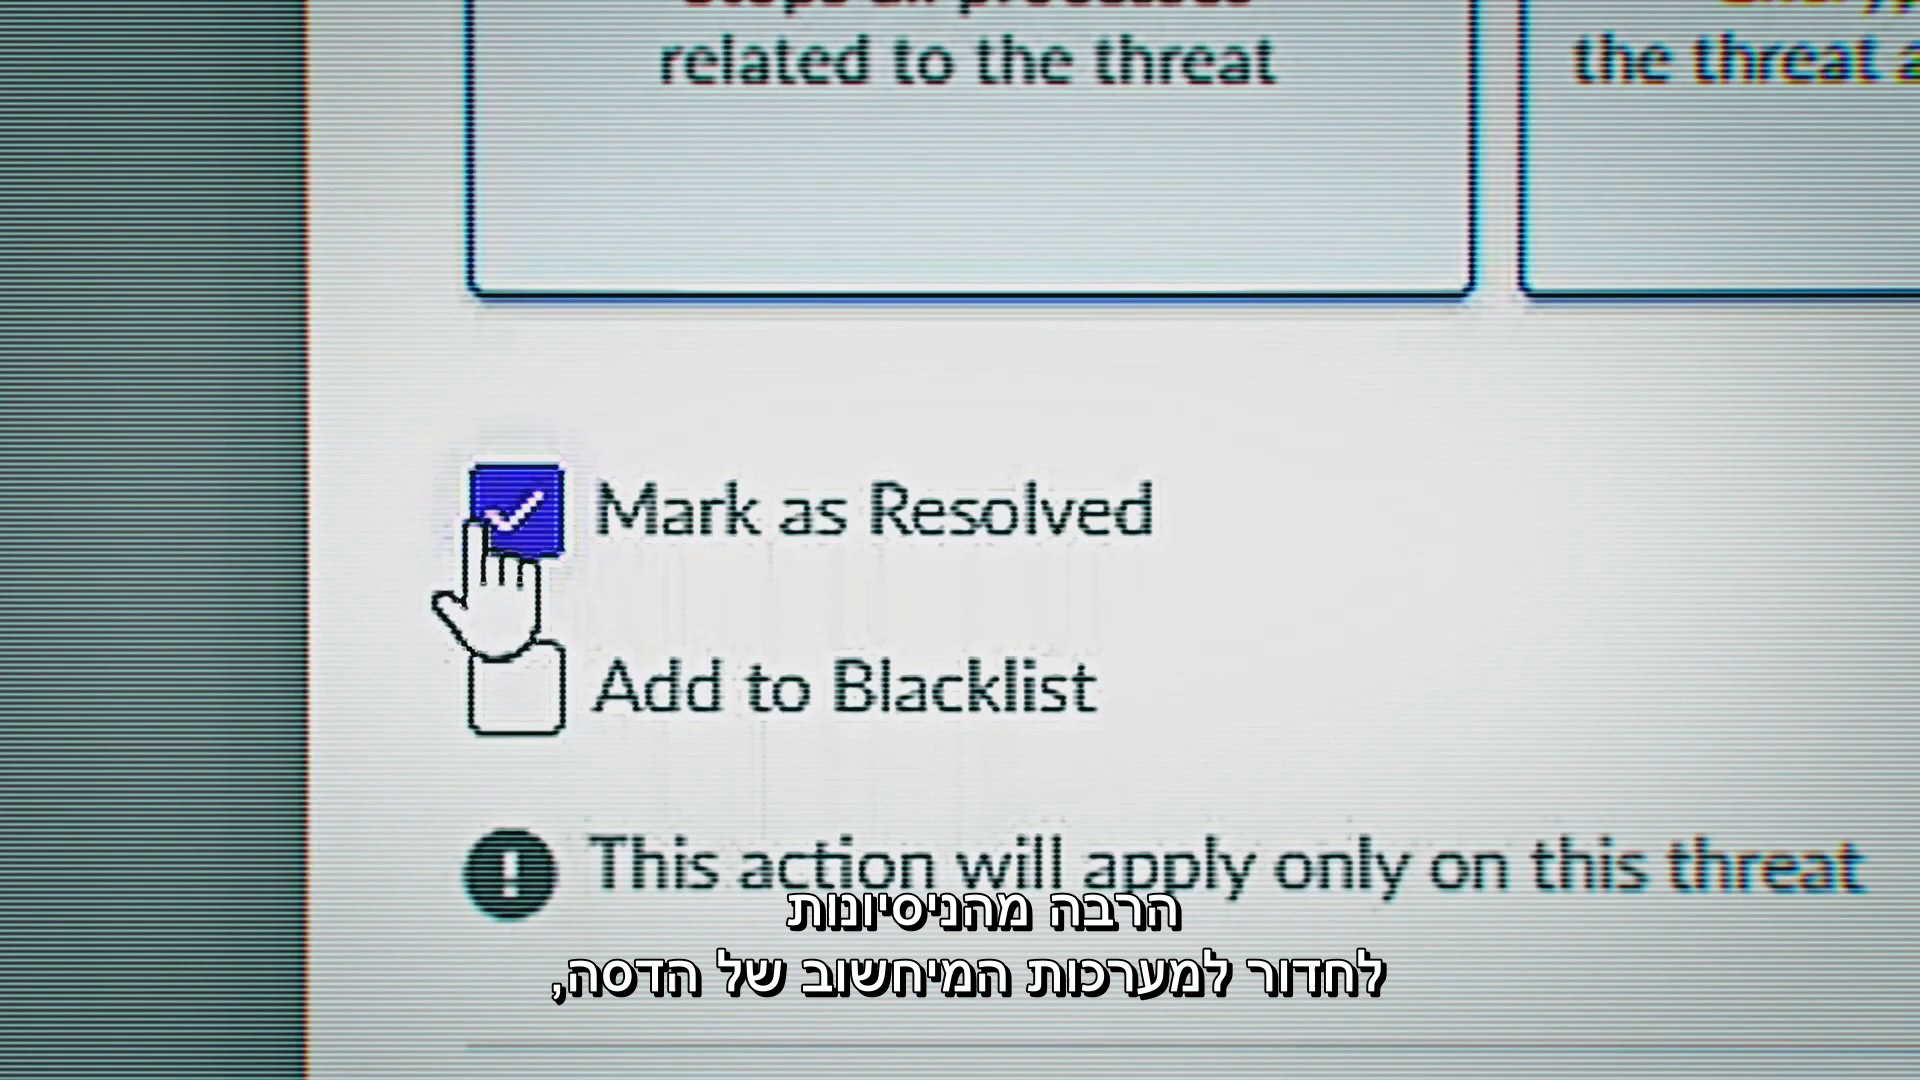 related to the threat
the threat
Mark as Resolved
Add to Blacklist
This action will apply only on this threat
הרבה מהניסיונות
לחדור למערכות המיחשוב של הדסה,